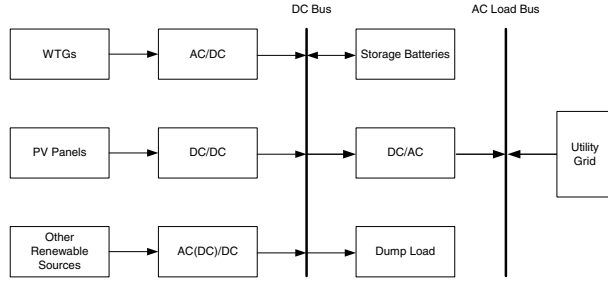 DC Bus
AC Load Bus
WTGs
AC/DC
Storage Batteries
PV Panels
DC/DC
DC/AC
Utility
Grid
Other
Renewable
Sources
AC(DC)/DC
Dump Load